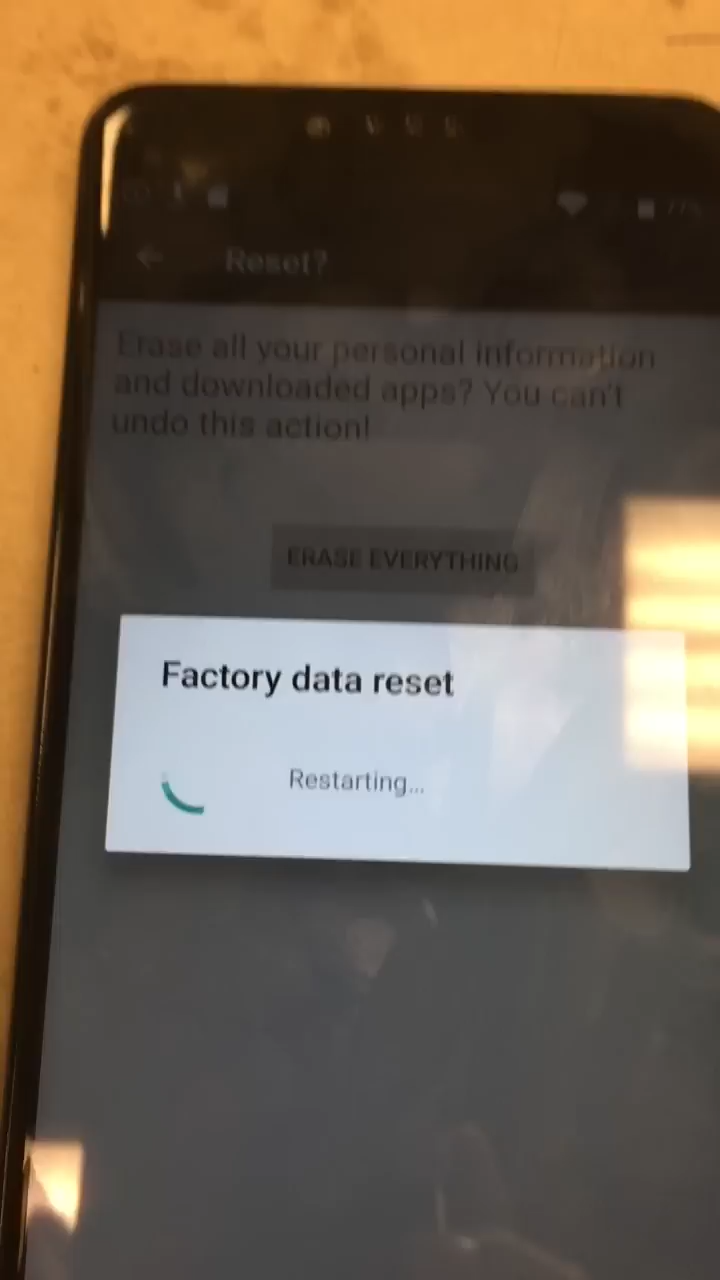 Reset?
Erase all your personal information
and downloaded apps? You can't
undo this action!
ERASE EVERYTHING
Factory data reset
Restarting...